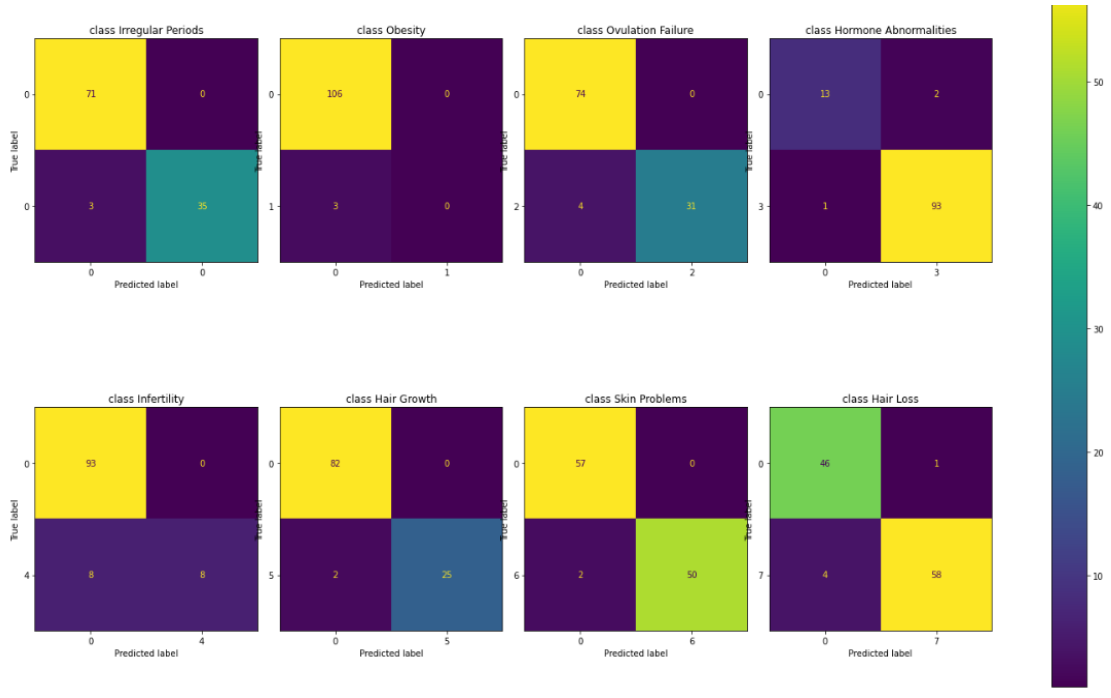 class Irregular Periods
0
71
0
True label
0
3
35
0
0
Predicted label
class Obesity
0
106
0
True label
1
3
0
0
1
Predicted label
class Ovulation Failure
0
74
0
True label
2
4
31
0
2
Predicted label
class Hormone Abnormalities
0
13
2
True label
3
1
93
0
3
Predicted label
50
40
30
20
10
class Infertility
0
93
0
True label
4
8
8
0
4
Predicted label
class Hair Growth
0
82
0
True label
5
2
25
0
5
Predicted label
class Skin Problems
0
57
0
True label
6
2
50
0
6
Predicted label
class Hair Loss
0
46
1
True label
7
4
58
0
7
Predicted label